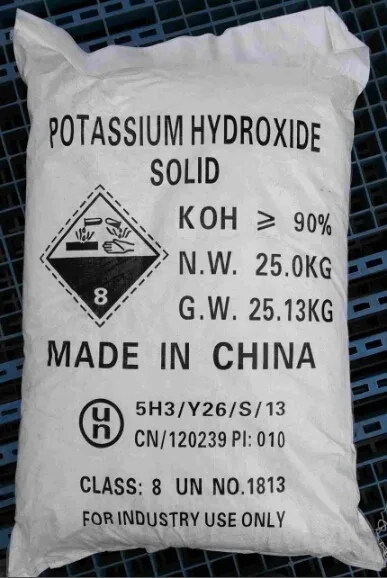 POTASSIUM HYDROXIDE
SOLID
KOH ≥ 90%
N.W. 25.0KG
8
G.W. 25.13KG
MADE IN CHINA
un
5H3/Y26/S/13
CN/120239 PI: 010
CLASS: 8 UN NO.1813
FOR INDUSTRY USE ONLY